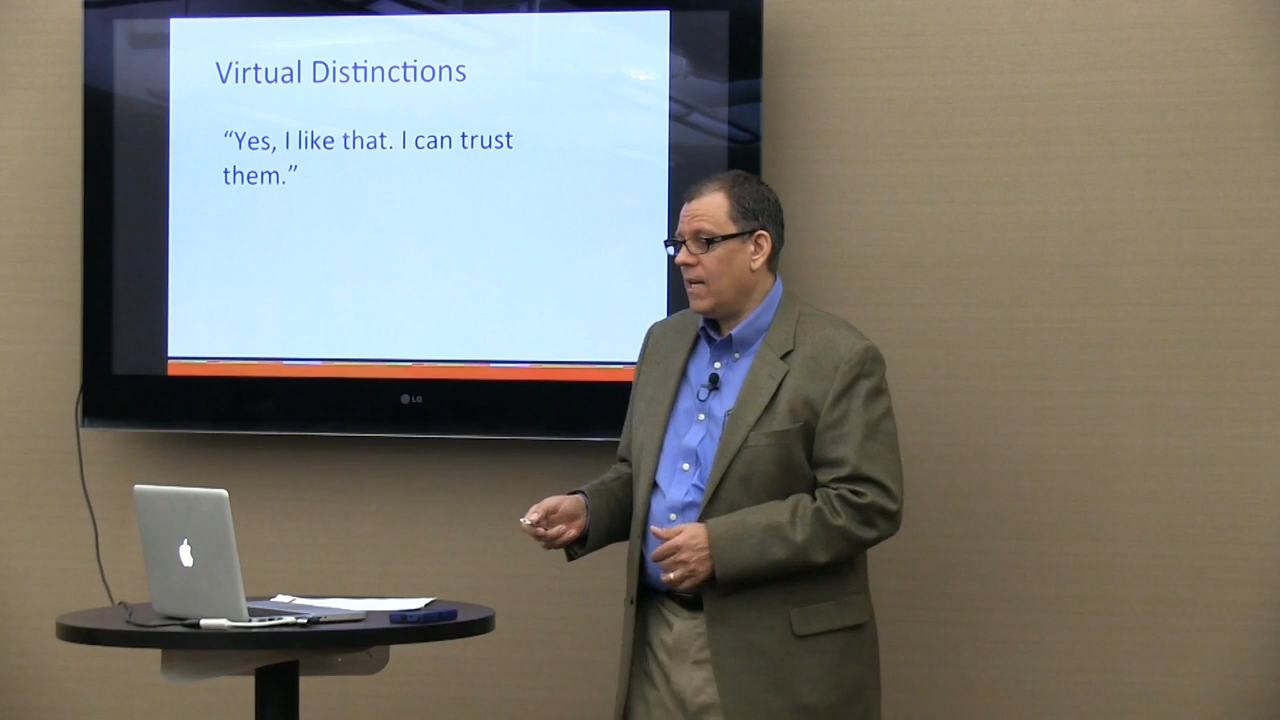 Virtual Distinctions
“Yes, I like that. I can trust
them.”
LG